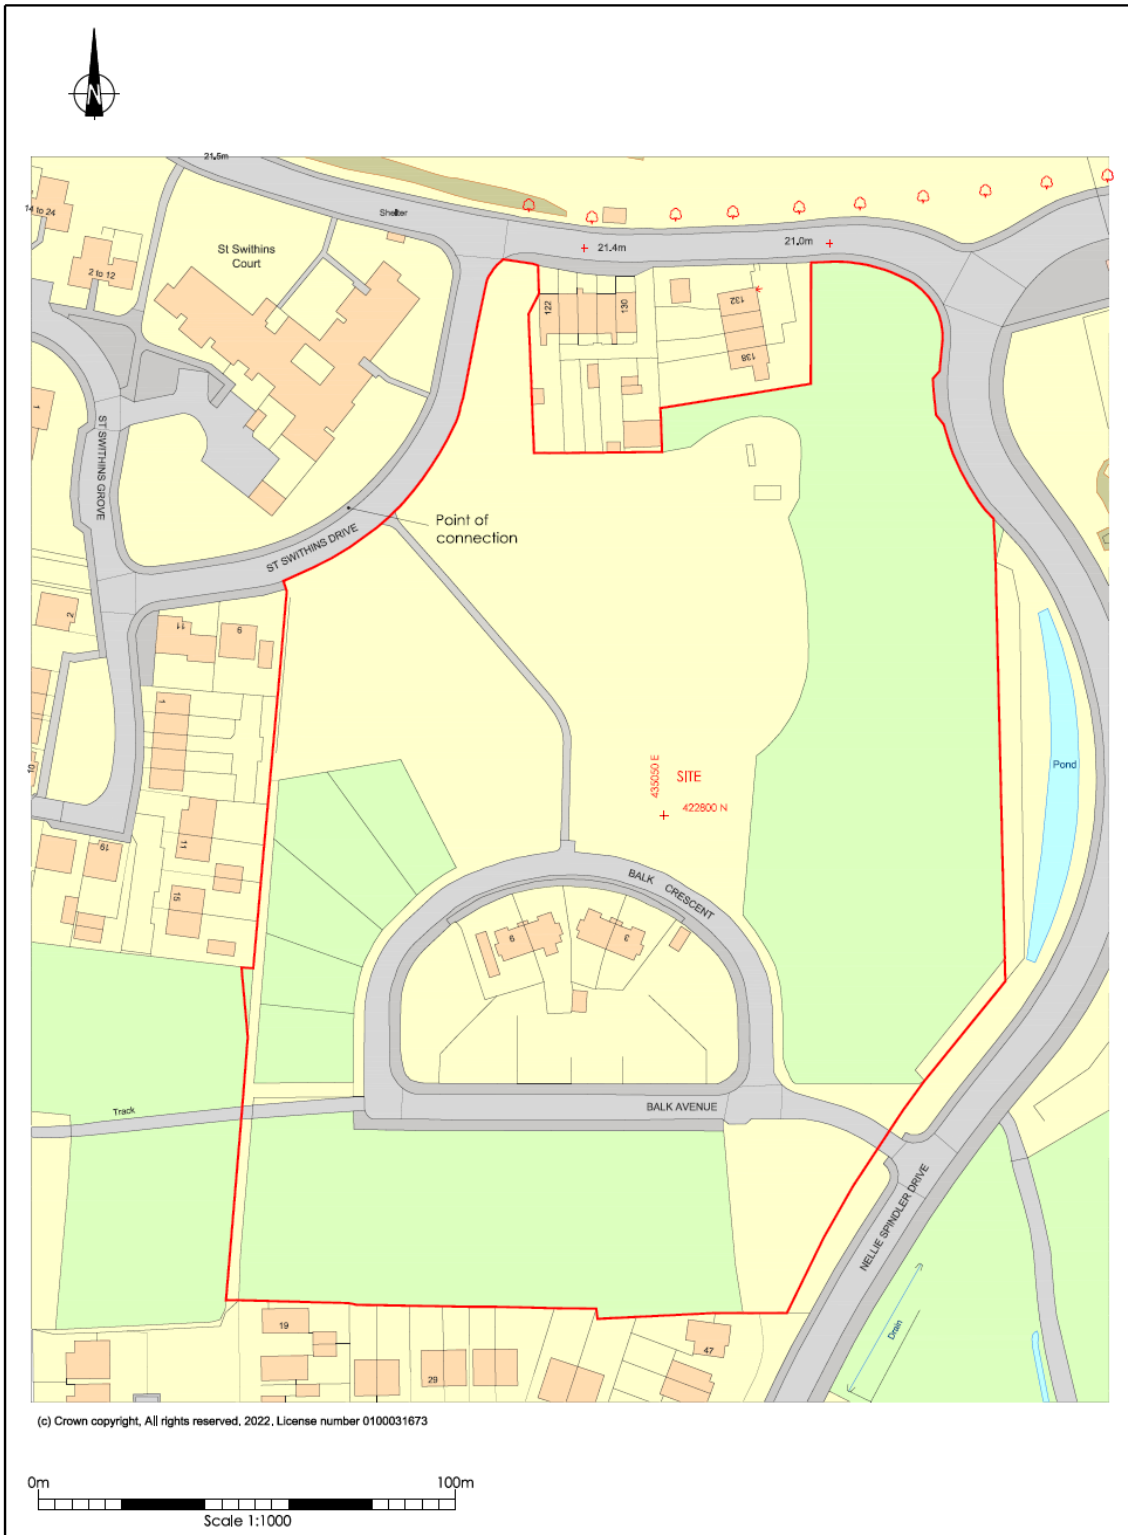 N
21.5m
Shelter
14 to 24
St Swithins
Court
2 to 12
21.4m
21.0m
122
130
132
138
1
ST SWITHINS GROVE
Point of
connection
ST SWITHINS DRIVE
2
11
9
1
10
19
11
15
435050 E
SITE
422800 N
Pond
BALK CRESCENT
9
3
Track
BALK AVENUE
NELLIE SPINDLER DRIVE
Drain
19
29
47
(c) Crown copyright, All rights reserved, 2022, License number 0100031673
0m
100m
Scale 1:1000